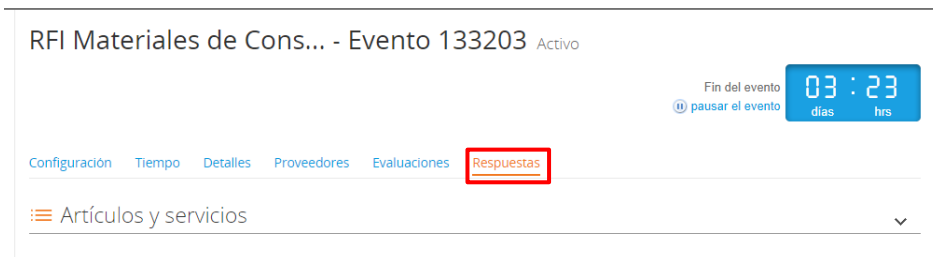 RFI Materiales de Cons... - Evento 133203 Activo
Fin del evento
pausar el evento
03 : 23
días hrs
Configuración Tiempo Detalles Proveedores Evaluaciones Respuestas
Artículos y servicios